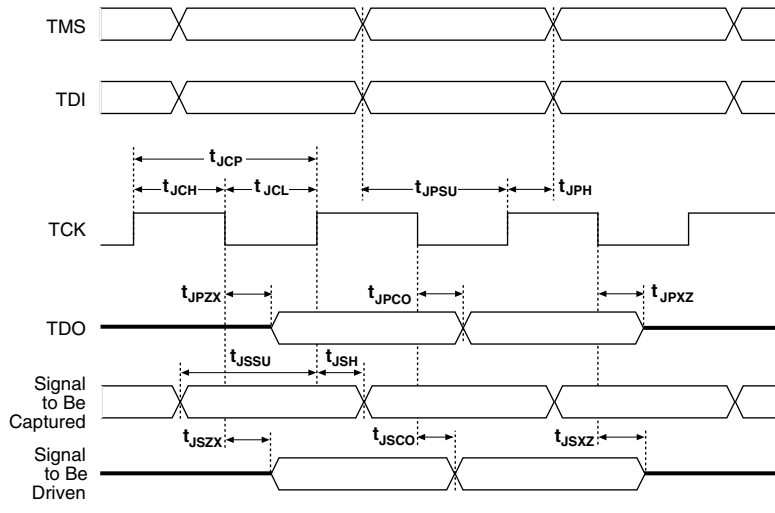 TMS
TDI
tJCP
tJCH
tJCL
tJPSU
tJPH
TCK
tJPZX
tJPCO
tJPXZ
TDO
tJSSU
tJSH
Signal
to Be
Captured
tJSZX
tJSCO
tJSXZ
Signal
to Be
Driven